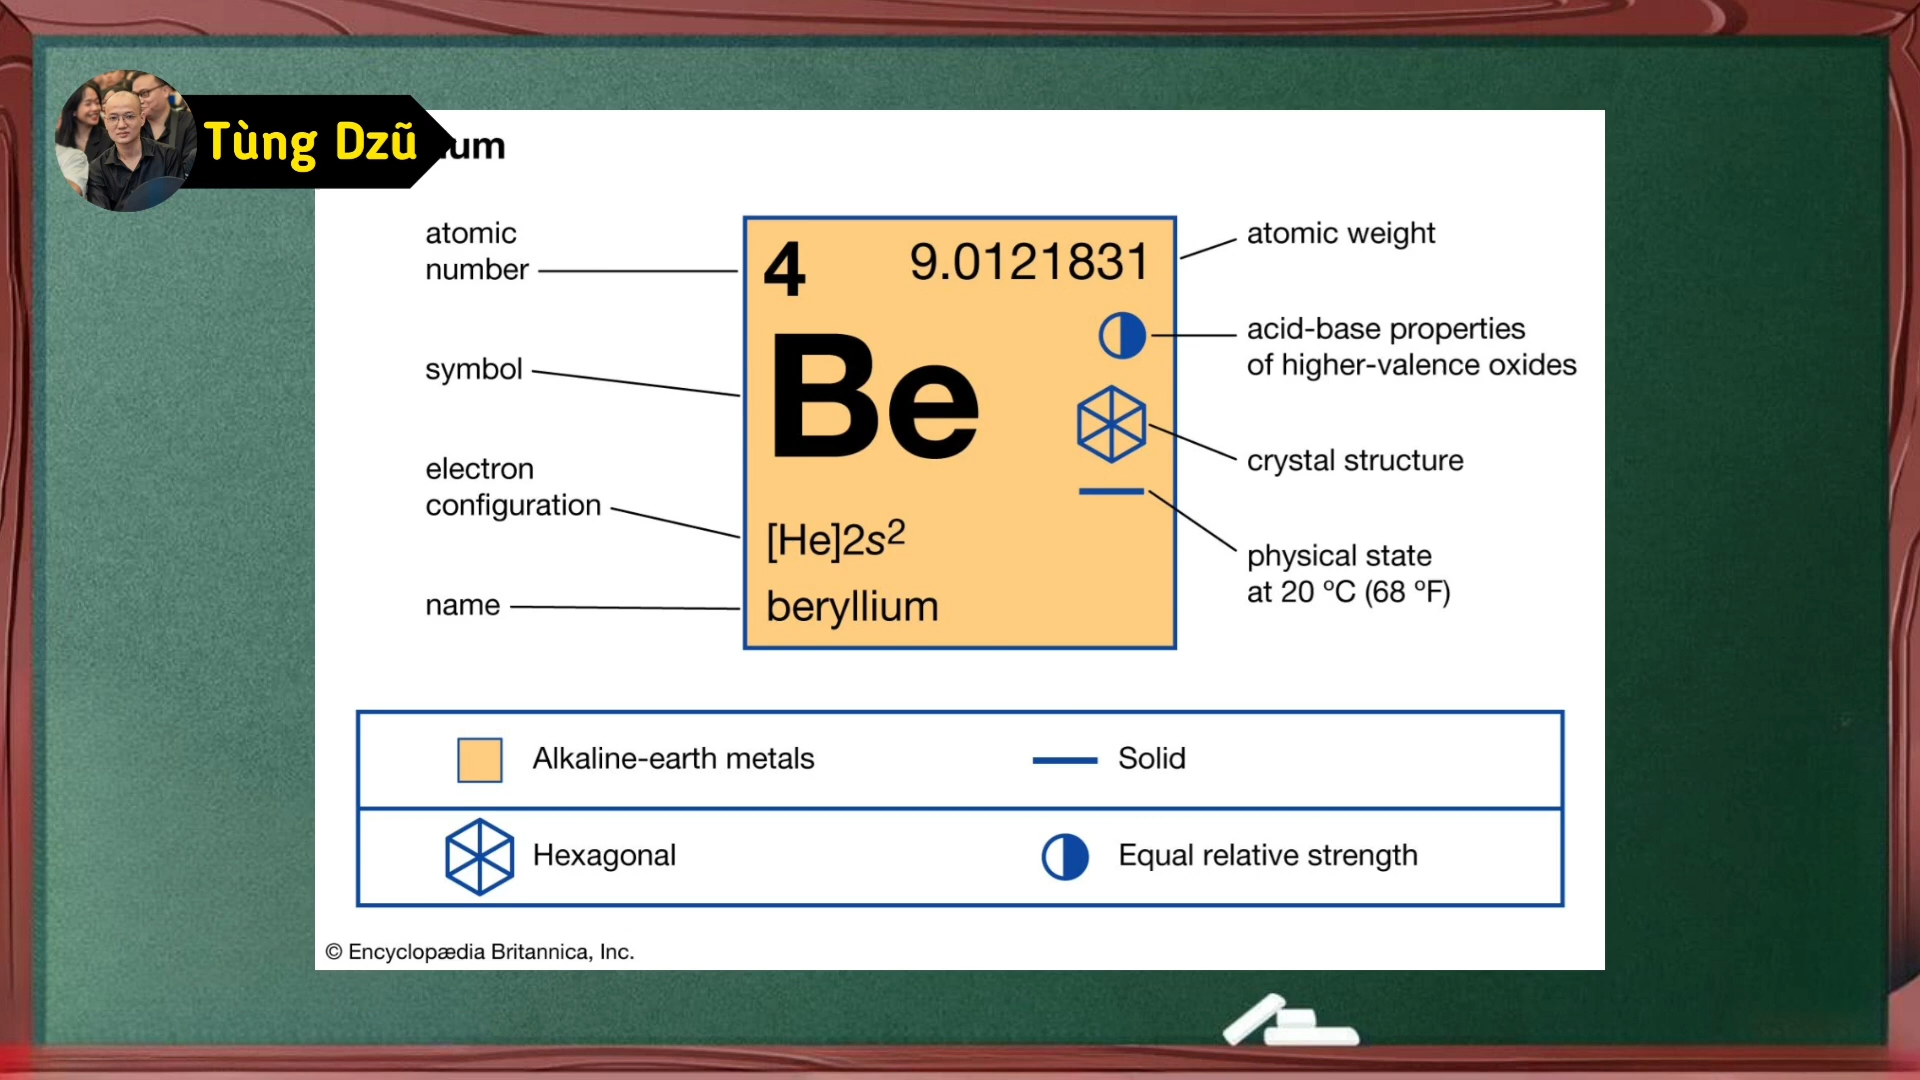 Tùng Dzũ
atomic
number
symbol
electron
configuration
name
4 9.0121831
Be
[He]2s²
beryllium
atomic weight
acid-base properties
of higher-valence oxides
crystal structure
physical state
at 20 ºC (68 ºF)
Alkaline-earth metals
Solid
Hexagonal
Equal relative strength
© Encyclopædia Britannica, Inc.